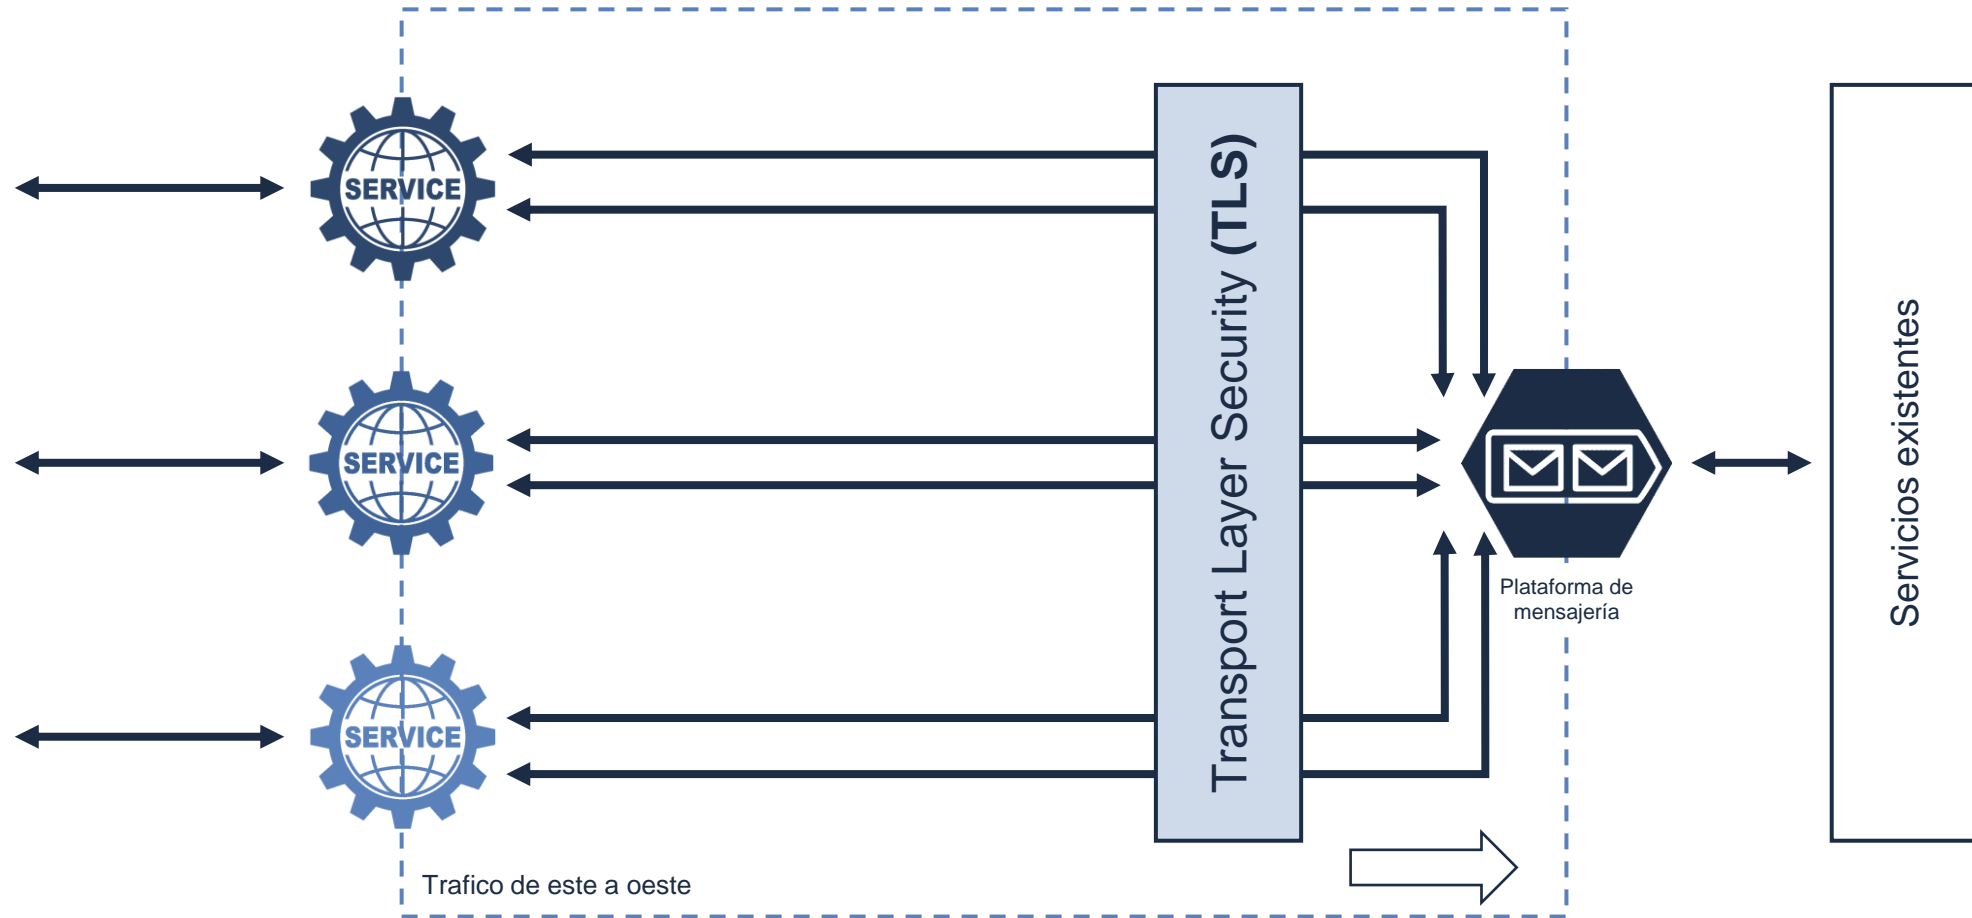 SERVICE
SERVICE
SERVICE
Transport Layer Security (TLS)
Plataforma de
mensajería
Servicios existentes
Trafico de este a oeste